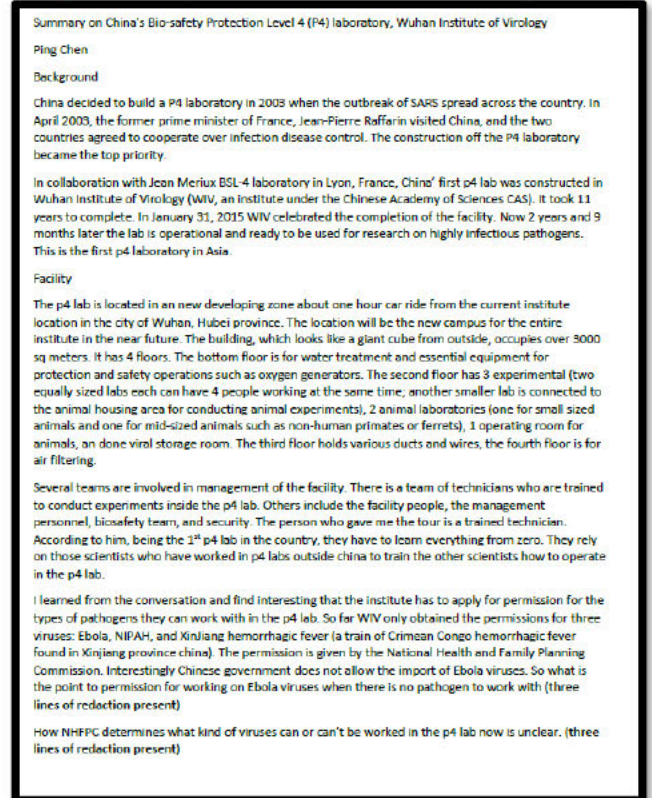 Summary on China's Bio-safety Protection Level 4 (P4) laboratory, Wuhan Institute of Virology
Ping Chen
Background
China decided to build a P4 laboratory in 2003 when the outbreak of SARS spread across the country. In
April 2003, the former prime minister of France, Jean-Pierre Raffarin visited China, and the two
countries agreed to cooperate over infection disease control. The construction off the P4 laboratory
became the top priority.
In collaboration with Jean Meriux BSL-4 laboratory in Lyon, France, China' first p4 lab was constructed in
Wuhan Institute of Virology (WIV, an institute under the Chinese Academy of Sciences CAS). It took 11
years to complete. In January 31, 2015 WIV celebrated the completion of the facility. Now 2 years and 9
months later the lab is operational and ready to be used for research on highly infectious pathogens.
This is the first p4 laboratory in Asia.
Facility
The p4 lab is located in an new developing zone about one hour car ride from the current institute
location in the city of Wuhan, Hubei province. The location will be the new campus for the entire
institute in the near future. The building, which looks like a giant cube from outside, occupies over 3000
sq meters. It has 4 floors. The bottom floor is for water treatment and essential equipment for
protection and safety operations such as oxygen generators. The second floor has 3 experimental (two
equally sized labs each can have 4 people working at the same time; another smaller lab is connected to
the animal housing area for conducting animal experiments), 2 animal laboratories (one for small sized
animals and one for mid-sized animals such as non-human primates or ferrets), 1 operating room for
animals, an done viral storage room. The third floor holds various ducts and wires, the fourth floor is for
air filtering.
Several teams are involved in management of the facility. There is a team of technicians who are trained
to conduct experiments inside the p4 lab. Others include the facility people, the management
personnel, biosafety team, and security. The person who gave me the tour is a trained technician.
According to him, being the 1st p4 lab in the country, they have to learn everything from zero. They rely
on those scientists who have worked in p4 labs outside china to train the other scientists how to operate
in the p4 lab.
I learned from the conversation and find interesting that the institute has to apply for permission for the
types of pathogens they can work with in the p4 lab. So far WIV only obtained the permissions for three
viruses: Ebola, NIPAH, and XinJiang hemorrhagic fever (a train of Crimean Congo hemorrhagic fever
found in Xinjiang province china). The permission is given by the National Health and Family Planning
Commission. Interestingly Chinese government does not allow the import of Ebola viruses. So what is
the point to permission for working on Ebola viruses when there is no pathogen to work with (three
lines of redaction present)
How NHFPC determines what kind of viruses can or can't be worked in the p4 lab now is unclear. (three
lines of redaction present)